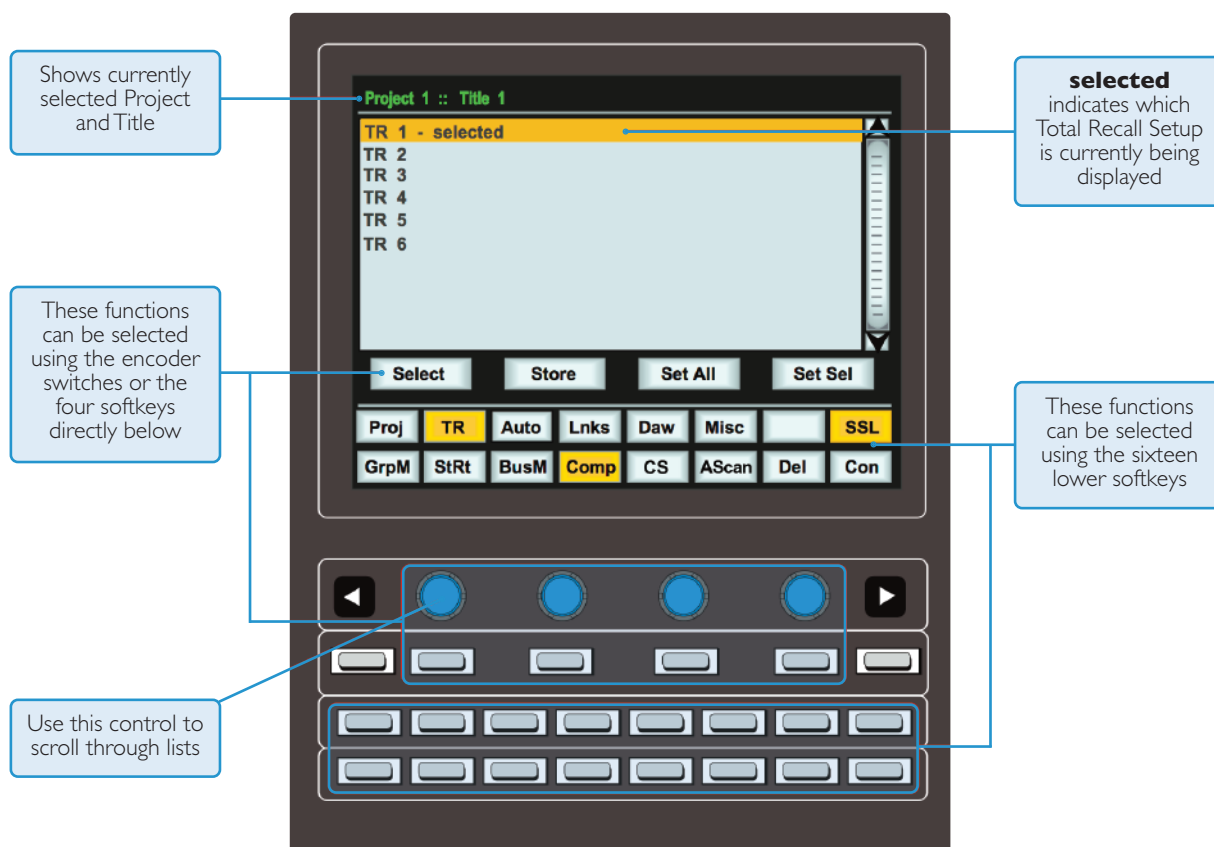 Shows currently
selected Project
and Title
Project 1 :: Title 1
TR 1 - selected
TR 2
TR 3
TR 4
TR 5
TR 6
selected
indicates which
Total Recall Setup
is currently being
displayed
These functions
can be selected
using the encoder
switches or the
four softkeys
directly below
Select Store Set All Set Sel
Proj TR Auto Lnks Daw Misc SSL
GrpM StRt BusM Comp CS AScan Del Con
These functions
can be selected
using the sixteen
lower softkeys
Use this control to
scroll through lists